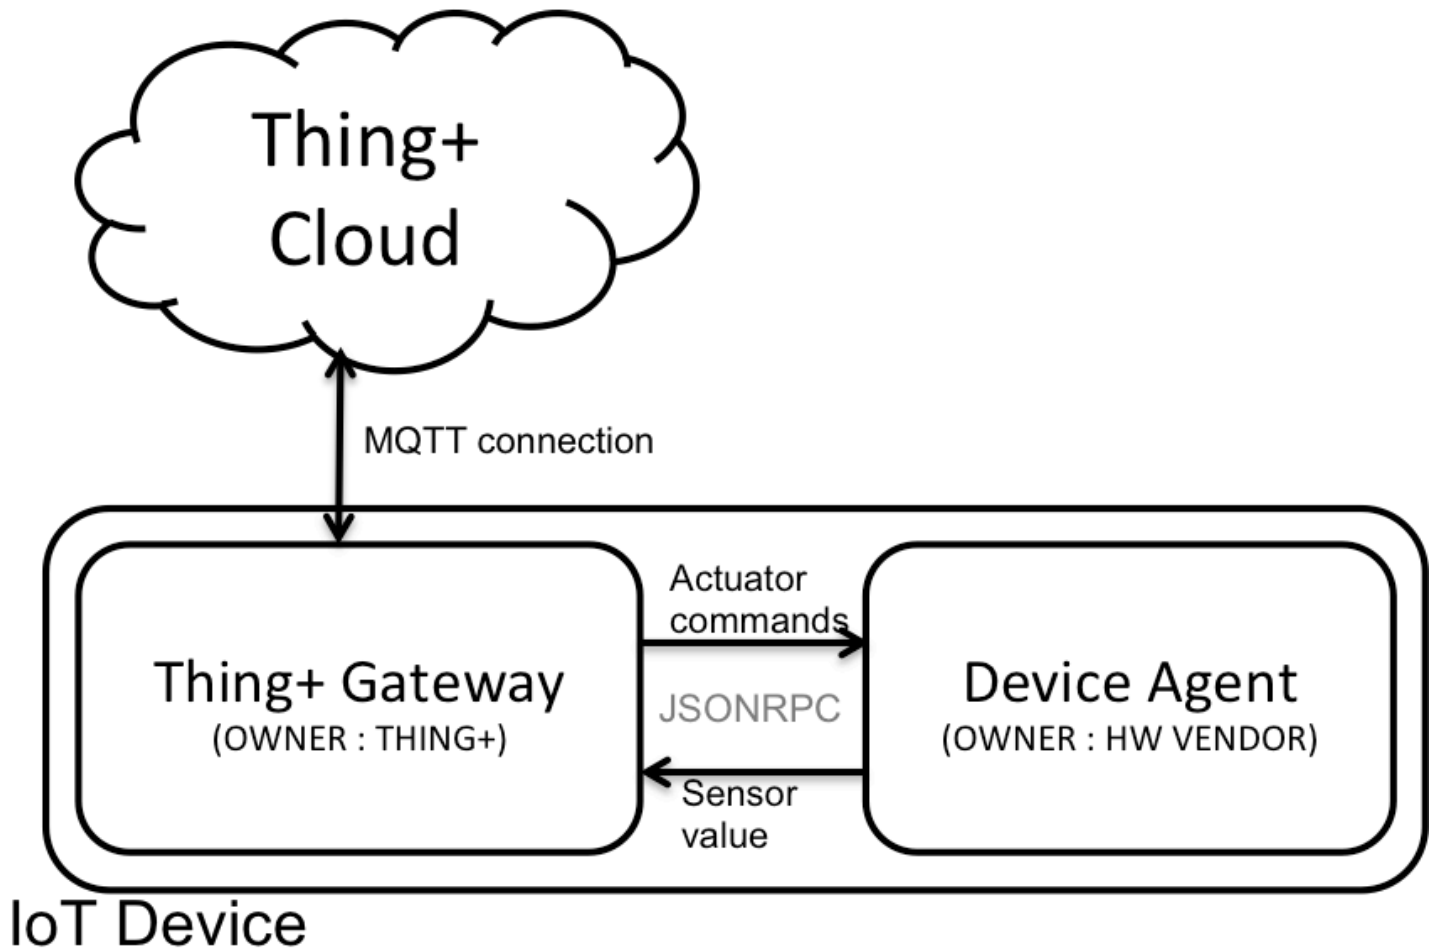 Thing+
Cloud
MQTT connection
Actuator
commands
Thing+ Gateway
(OWNER : THING+)
JSONRPC
Device Agent
(OWNER : HW VENDOR)
Sensor
value
IoT Device